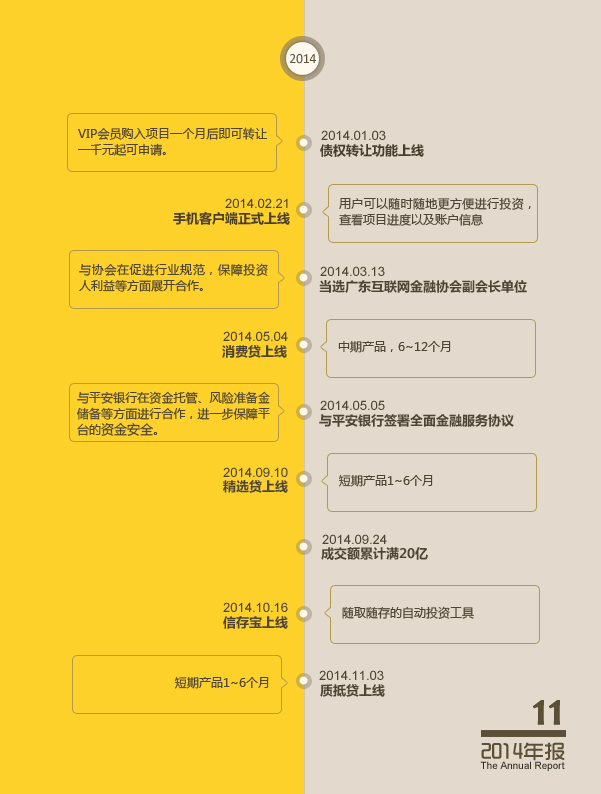 2014
2014.01.03
债权转让功能上线
VIP会员购入项目一个月后即可转让
一千元起可申请。
2014.02.21
手机客户端正式上线
用户可以随时随地更方便进行投资，
查看项目进度以及账户信息
2014.03.13
当选广东互联网金融协会副会长单位
与协会在促进行业规范，保障投资
人利益等方面展开合作。
2014.05.04
消费贷上线
中期产品，6~12个月
2014.05.05
与平安银行签署全面金融服务协议
与平安银行在资金托管、风险准备金
储备等方面进行合作，进一步保障平
台的资金安全。
2014.09.10
精选贷上线
短期产品1~6个月
2014.09.24
成交额累计满20亿
2014.10.16
信存宝上线
随取随存的自动投资工具
2014.11.03
质抵贷上线
短期产品1~6个月
11
2014年报
The Annual Report